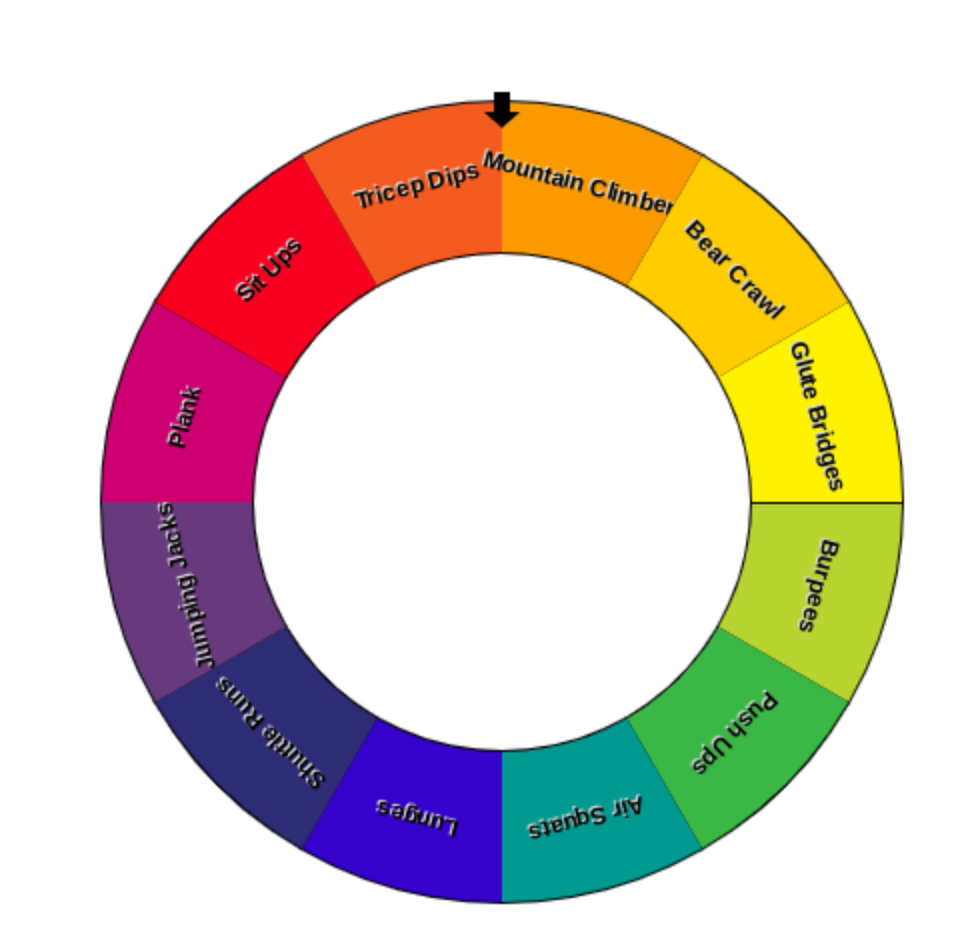 Mountain Climber
Bear Crawl
Glute Bridges
Burpees
Push Ups
Air Squats
Lunges
Shuttle Runs
Jumping Jacks
Plank
Sit Ups
Tricep Dips